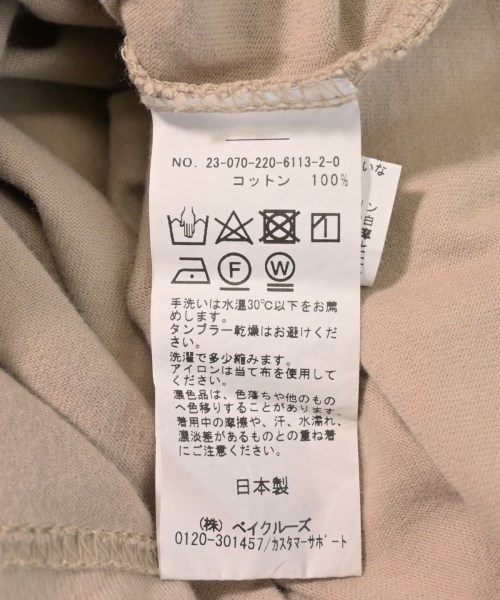 NO. 23-070-220-6113-2-0
コットン 100%
F W
手洗いは水温30℃以下をお薦
めします。
タンブラー乾燥はお避けくださ
い。
洗濯で多少縮みます。
アイロンは当て布を使用して
ください。
濃色品は、色落ちや他のもの
へ色移りすることがあります。
着用中の摩擦や、汗、水濡れ、
濃淡差があるものとの重ね着
にご注意ください。
日本製
(株) ベイクルーズ
0120-301457/カスタマーサポート
いな
ン
白
摩